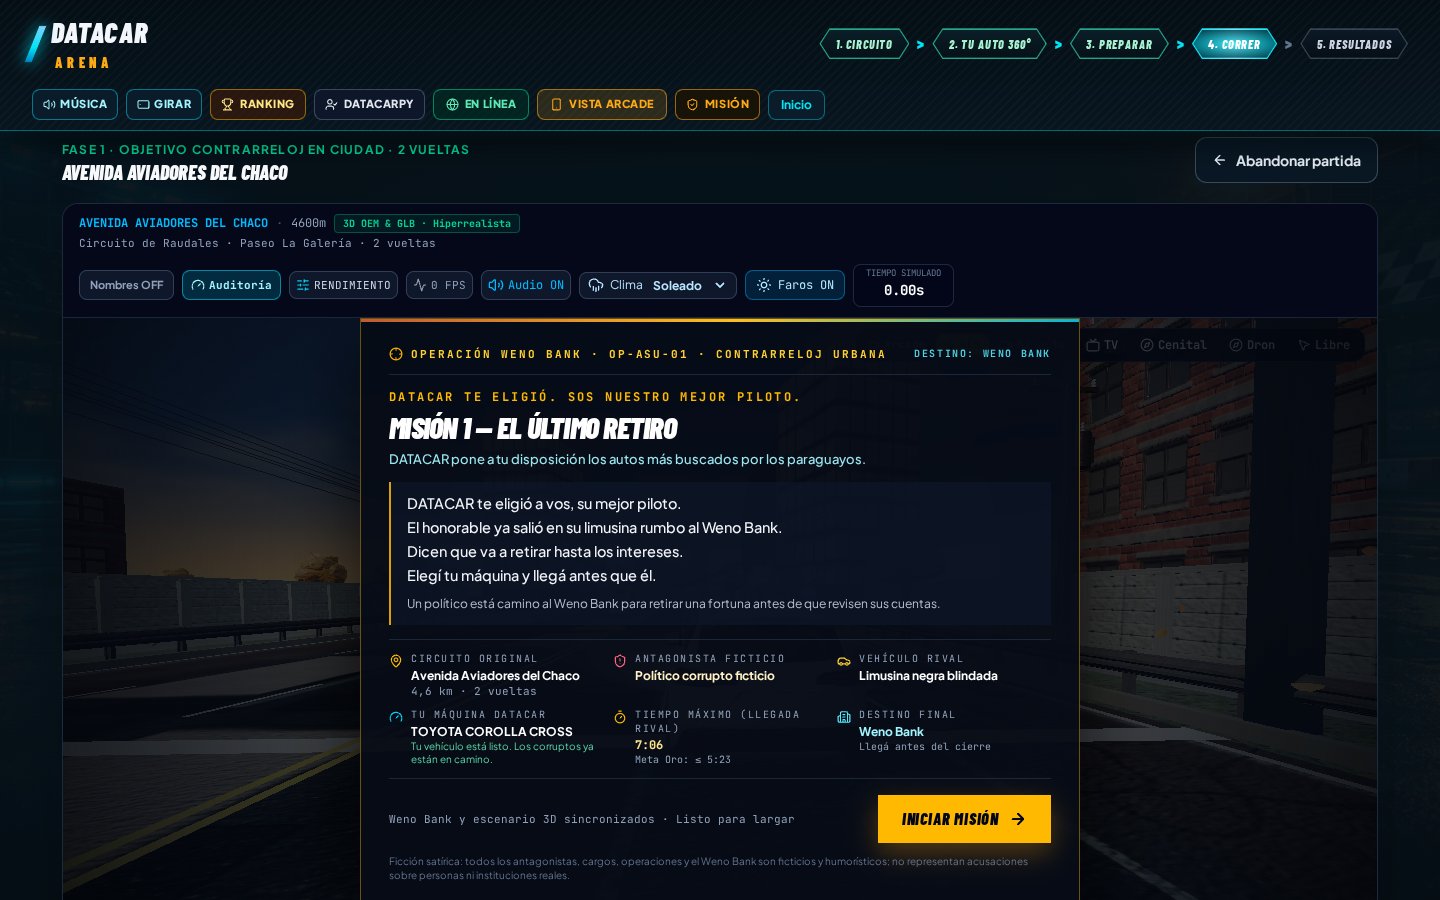 DATACAR
ARENA
1. CIRCUITO > 2. TU AUTO 360° > 3. PREPARAR > 4. CORRER > 5. RESULTADOS
MÚSICA GIRAR RANKING DATACARPY EN LÍNEA VISTA ARCADE MISIÓN Inicio
FASE 1 · OBJETIVO CONTRARRELOJ EN CIUDAD · 2 VUELTAS
AVENIDA AVIADORES DEL CHACO
← Abandonar partida
AVENIDA AVIADORES DEL CHACO · 4600m 3D OEM & GLB · Hiperrealista
Circuito de Raudales · Paseo La Galería · 2 vueltas
Nombres OFF Auditoría RENDIMIENTO 0 FPS Audio ON Clima Soleado Faros ON
TIEMPO SIMULADO
0.00s
TV Cenital Dron Libre
OPERACIÓN WENO BANK · OP-ASU-01 · CONTRARRELOJ URBANA
DESTINO: WENO BANK
DATACAR TE ELIGIÓ. SOS NUESTRO MEJOR PILOTO.
MISIÓN 1 — EL ÚLTIMO RETIRO
DATACAR pone a tu disposición los autos más buscados por los paraguayos.
DATACAR te eligió a vos, su mejor piloto.
El honorable ya salió en su limusina rumbo al Weno Bank.
Dicen que va a retirar hasta los intereses.
Elegí tu máquina y llegá antes que él.
Un político está camino al Weno Bank para retirar una fortuna antes de que revisen sus cuentas.
CIRCUITO ORIGINAL
Avenida Aviadores del Chaco
4,6 km · 2 vueltas
ANTAGONISTA FICTICIO
Político corrupto ficticio
VEHÍCULO RIVAL
Limusina negra blindada
TU MÁQUINA DATACAR
TOYOTA COROLLA CROSS
Tu vehículo está listo. Los corruptos ya
están en camino.
TIEMPO MÁXIMO (LLEGADA
RIVAL)
7:06
Meta Oro: ≤ 5:23
DESTINO FINAL
Weno Bank
Llegá antes del cierre
Weno Bank y escenario 3D sincronizados · Listo para largar
INICIAR MISIÓN →
Ficción satírica: todos los antagonistas, cargos, operaciones y el Weno Bank son ficticios y humorísticos; no representan acusaciones
sobre personas ni instituciones reales.